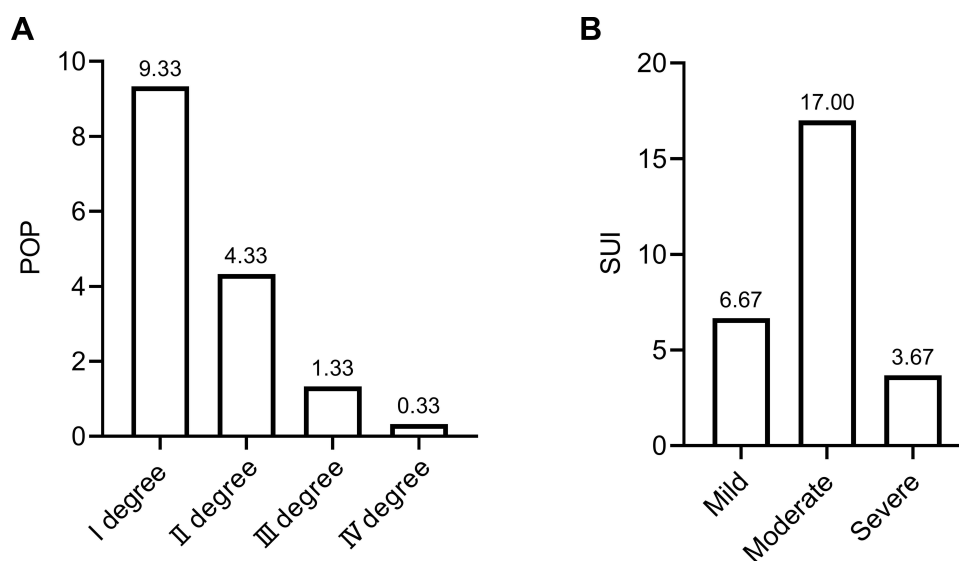 A
POP
10
8
6
4
2
0
9.33
4.33
1.33
0.33
Ⅰ degree
Ⅱ degree
Ⅲ degree
Ⅳ degree
B
SUI
20
15
10
5
0
6.67
17.00
3.67
Mild
Moderate
Severe